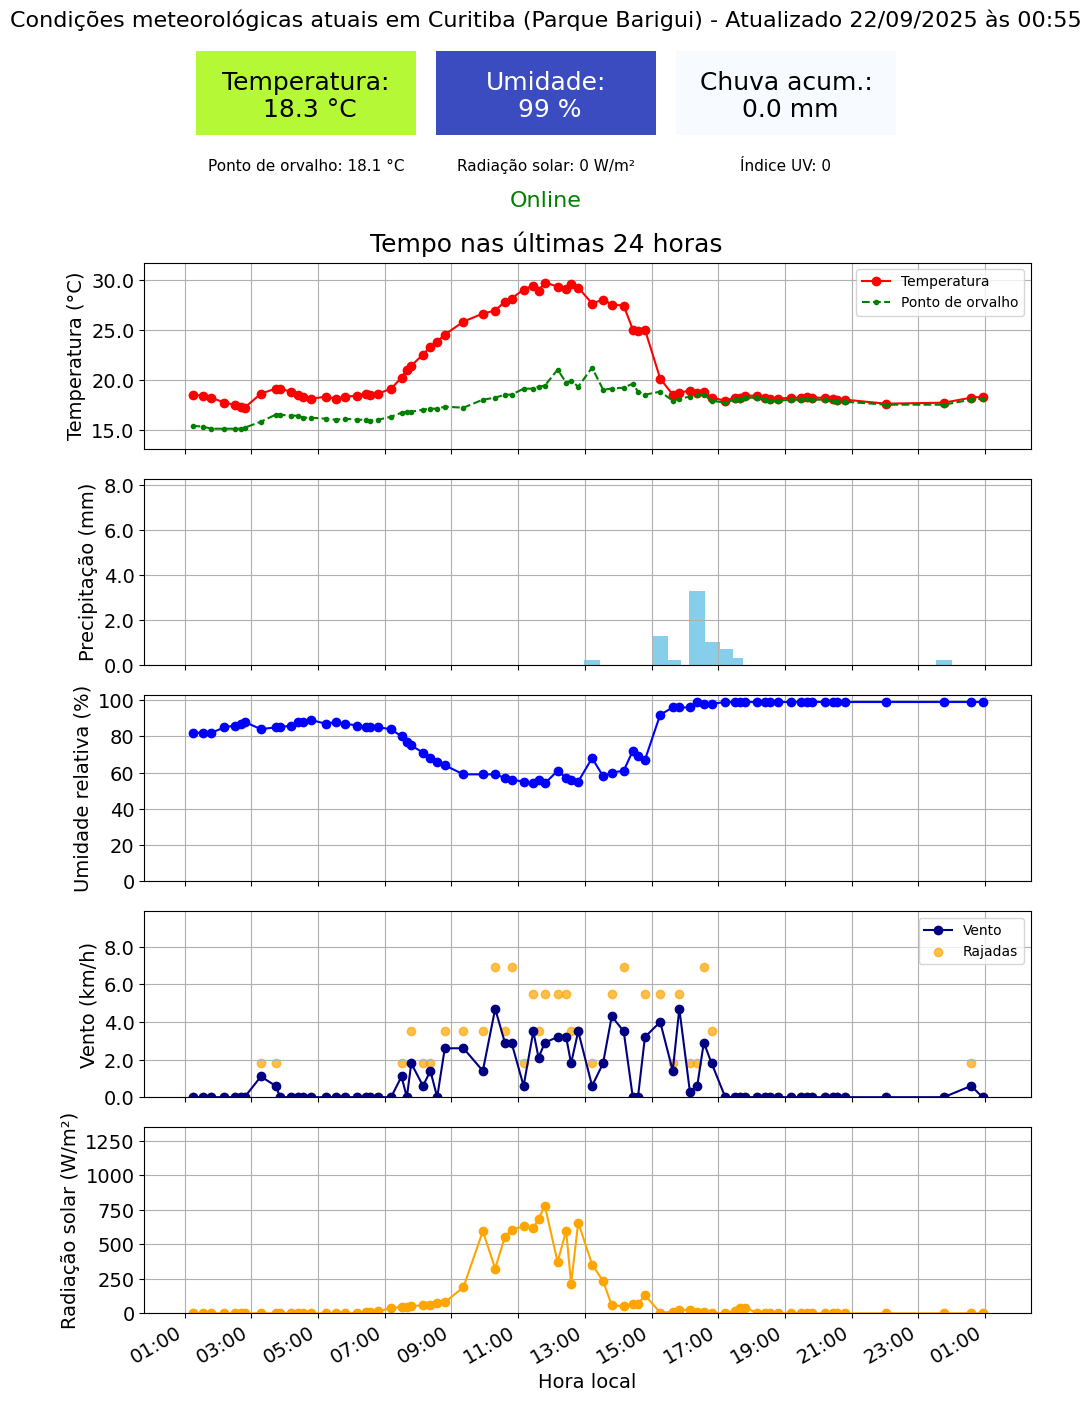 Condições meteorológicas atuais em Curitiba (Parque Barigui) - Atualizado 22/09/2025 às 00:55
Temperatura:
18.3 °C
Umidade:
99 %
Chuva acum.:
0.0 mm
Ponto de orvalho: 18.1 °C
Radiação solar: 0 W/m²
Índice UV: 0
Online
Tempo nas últimas 24 horas
Temperatura (°C)
30.0
25.0
20.0
15.0
Temperatura
Ponto de orvalho
Precipitação (mm)
8.0
6.0
4.0
2.0
0.0
Umidade relativa (%)
100
80
60
40
20
0
Vento (km/h)
8.0
6.0
4.0
2.0
0.0
Vento
Rajadas
Radiação solar (W/m²)
1250
1000
750
500
250
0
01:00
03:00
05:00
07:00
09:00
11:00
13:00
15:00
17:00
19:00
21:00
23:00
01:00
Hora local